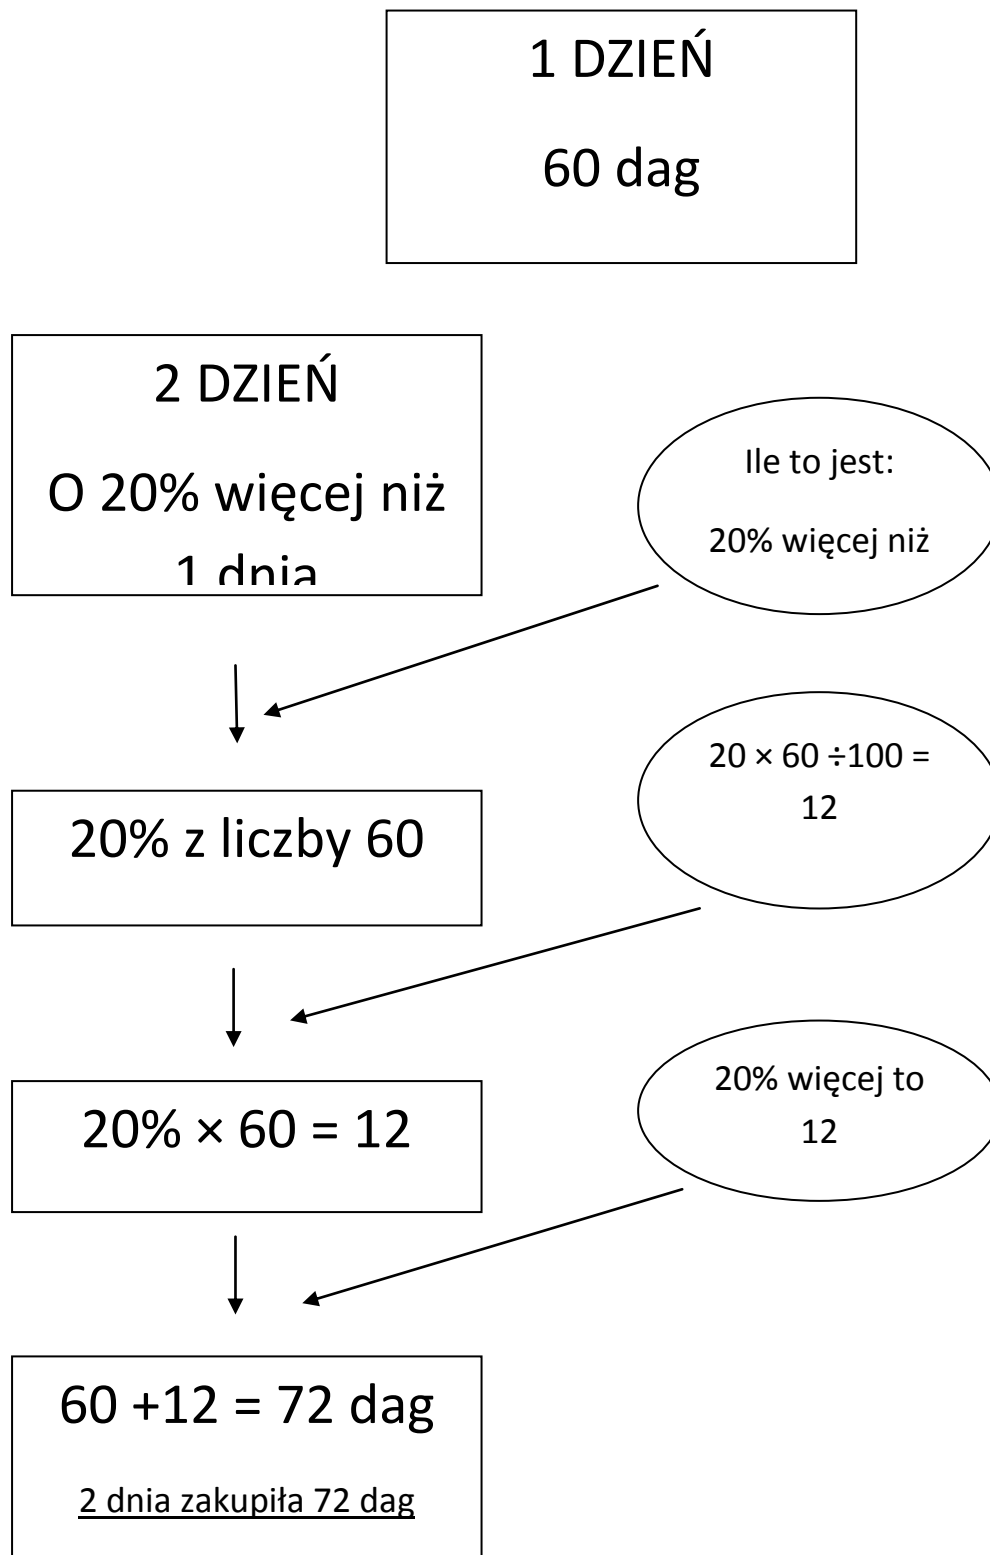 1 DZIEŃ
60 dag
2 DZIEŃ
O 20% więcej niż
1 dnia
Ile to jest:
20% więcej niż
20 × 60 ÷100 =
12
20% z liczby 60
20% więcej to
12
20% × 60 = 12
60 +12 = 72 dag
2 dnia zakupiła 72 dag